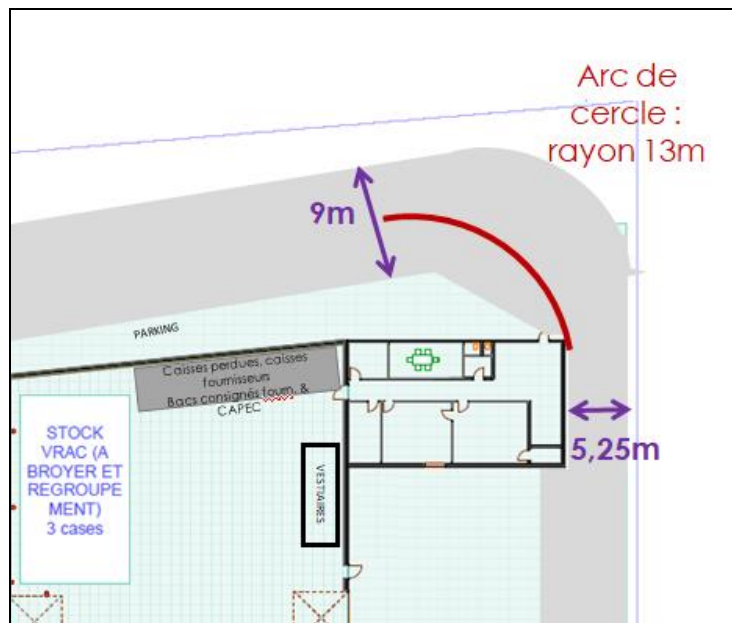 Arc de
cercle :
rayon 13m
9m
PARKING
Caisses perdues, caisses
fournisseurs
Bacs consignés fourn. &
CAPEC
STOCK
VRAC (A
BROYER ET
REGROUPE
MENT)
3 cases
VESTIAIRES
5,25m